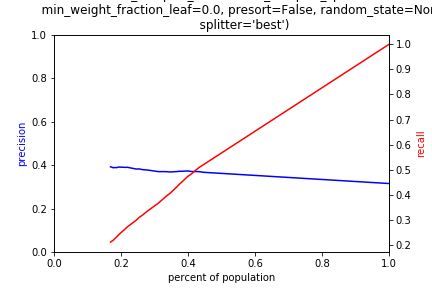 min_weight_fraction_leaf=0.0, presort=False, random_state=Nor
splitter='best')
1.0
0.8
0.6
0.4
0.2
0.0
precision
1.0
0.9
0.8
0.7
0.6
0.5
0.4
0.3
0.2
recall
0.0 0.2 0.4 0.6 0.8 1.0
percent of population